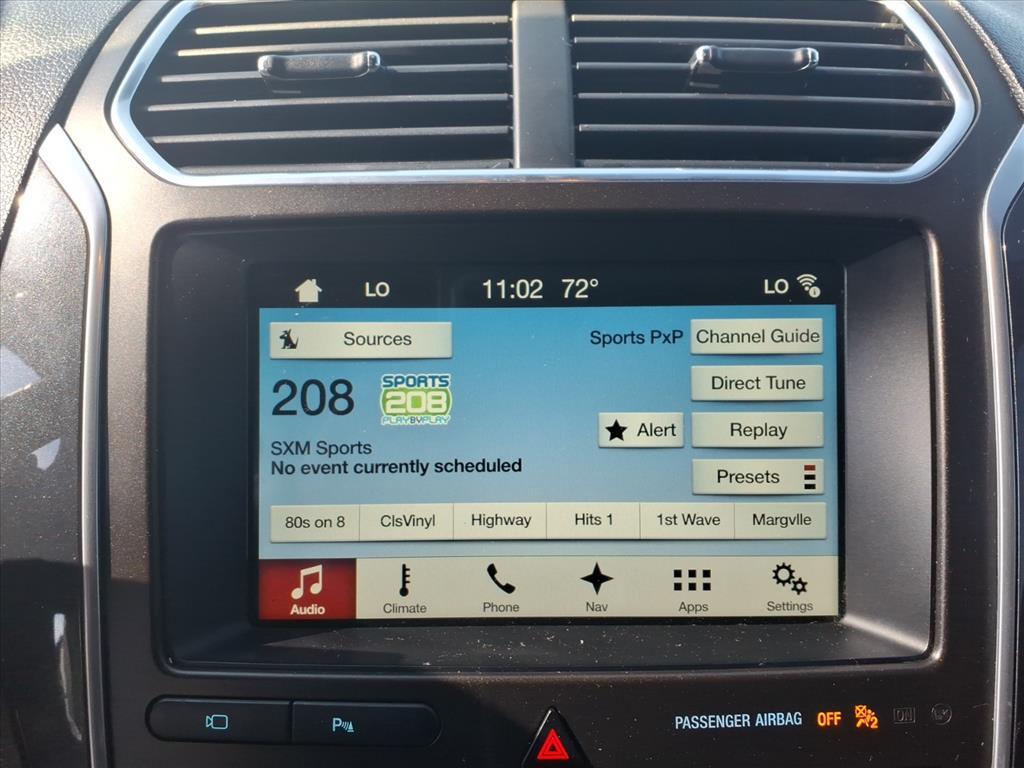 LO 11:02 72° LO
Sources
Sports PxP
Channel Guide
208
SPORTS
208
PLAYBYPLAY
Direct Tune
Alert
Replay
SXM Sports
No event currently scheduled
Presets
80s on 8 ClsVinyl Highway Hits 1 1st Wave Margvlle
Audio Climate Phone Nav Apps Settings
P
PASSENGER AIRBAG OFF 2 ON